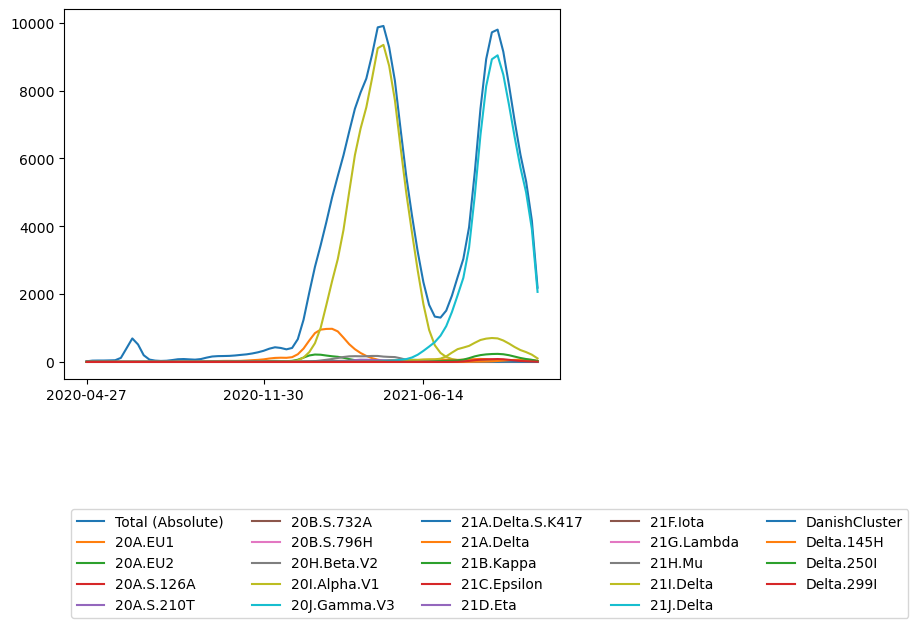 10000
8000
6000
4000
2000
0
2020-04-27 2020-11-30 2021-06-14
Total (Absolute) 20B.S.732A 21A.Delta.S.K417 21F.Iota DanishCluster
20A.EU1 20B.S.796H 21A.Delta 21G.Lambda Delta.145H
20A.EU2 20H.Beta.V2 21B.Kappa 21H.Mu Delta.250I
20A.S.126A 20I.Alpha.V1 21C.Epsilon 21I.Delta Delta.299I
20A.S.210T 20J.Gamma.V3 21D.Eta 21J.Delta